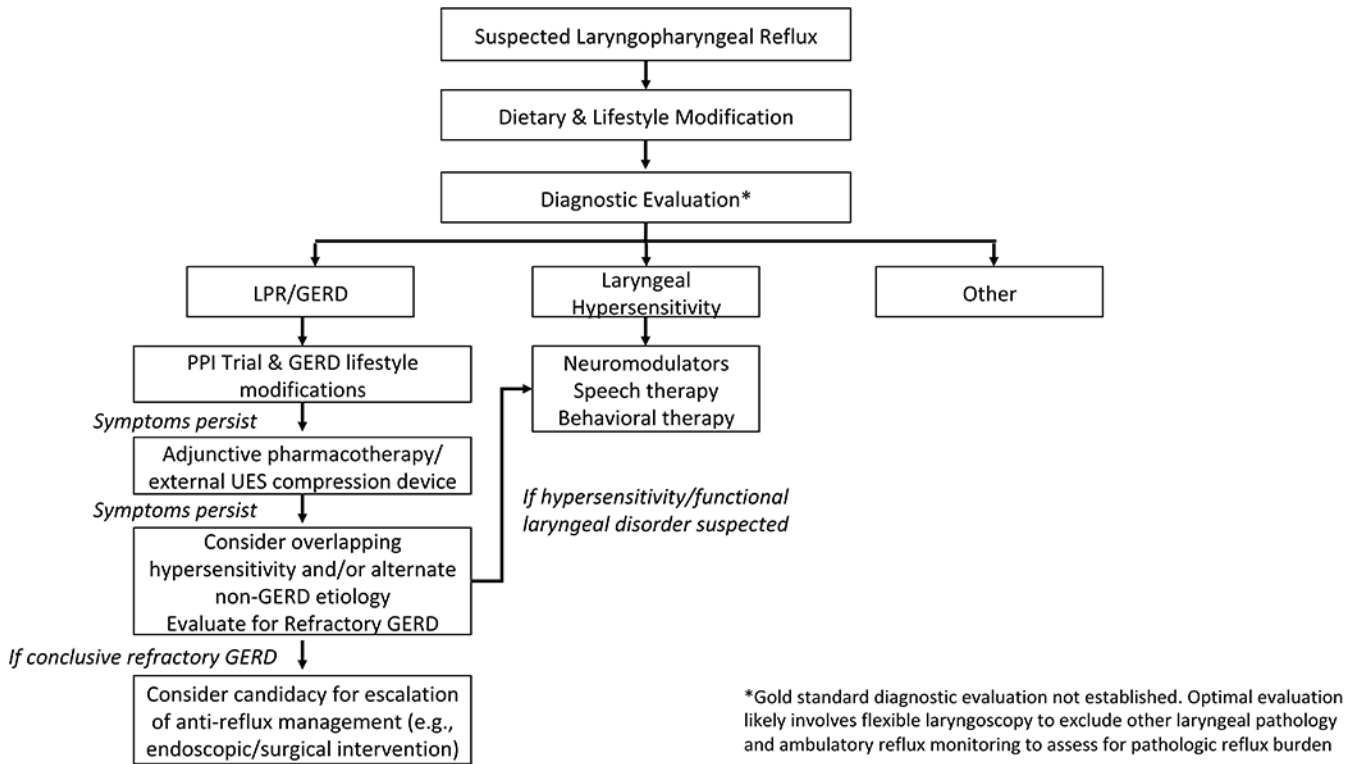 Suspected Laryngopharyngeal Reflux
Dietary & Lifestyle Modification
Diagnostic Evaluation*
LPR/GERD
Laryngeal
Hypersensitivity
Other
PPI Trial & GERD lifestyle
modifications
Neuromodulators
Speech therapy
Behavioral therapy
Symptoms persist
Adjunctive pharmacotherapy/
external UES compression device
Symptoms persist
If hypersensitivity/functional
laryngeal disorder suspected
Consider overlapping
hypersensitivity and/or alternate
non-GERD etiology
Evaluate for Refractory GERD
If conclusive refractory GERD
Consider candidacy for escalation
of anti-reflux management (e.g.,
endoscopic/surgical intervention)
*Gold standard diagnostic evaluation not established. Optimal evaluation
likely involves flexible laryngoscopy to exclude other laryngeal pathology
and ambulatory reflux monitoring to assess for pathologic reflux burden